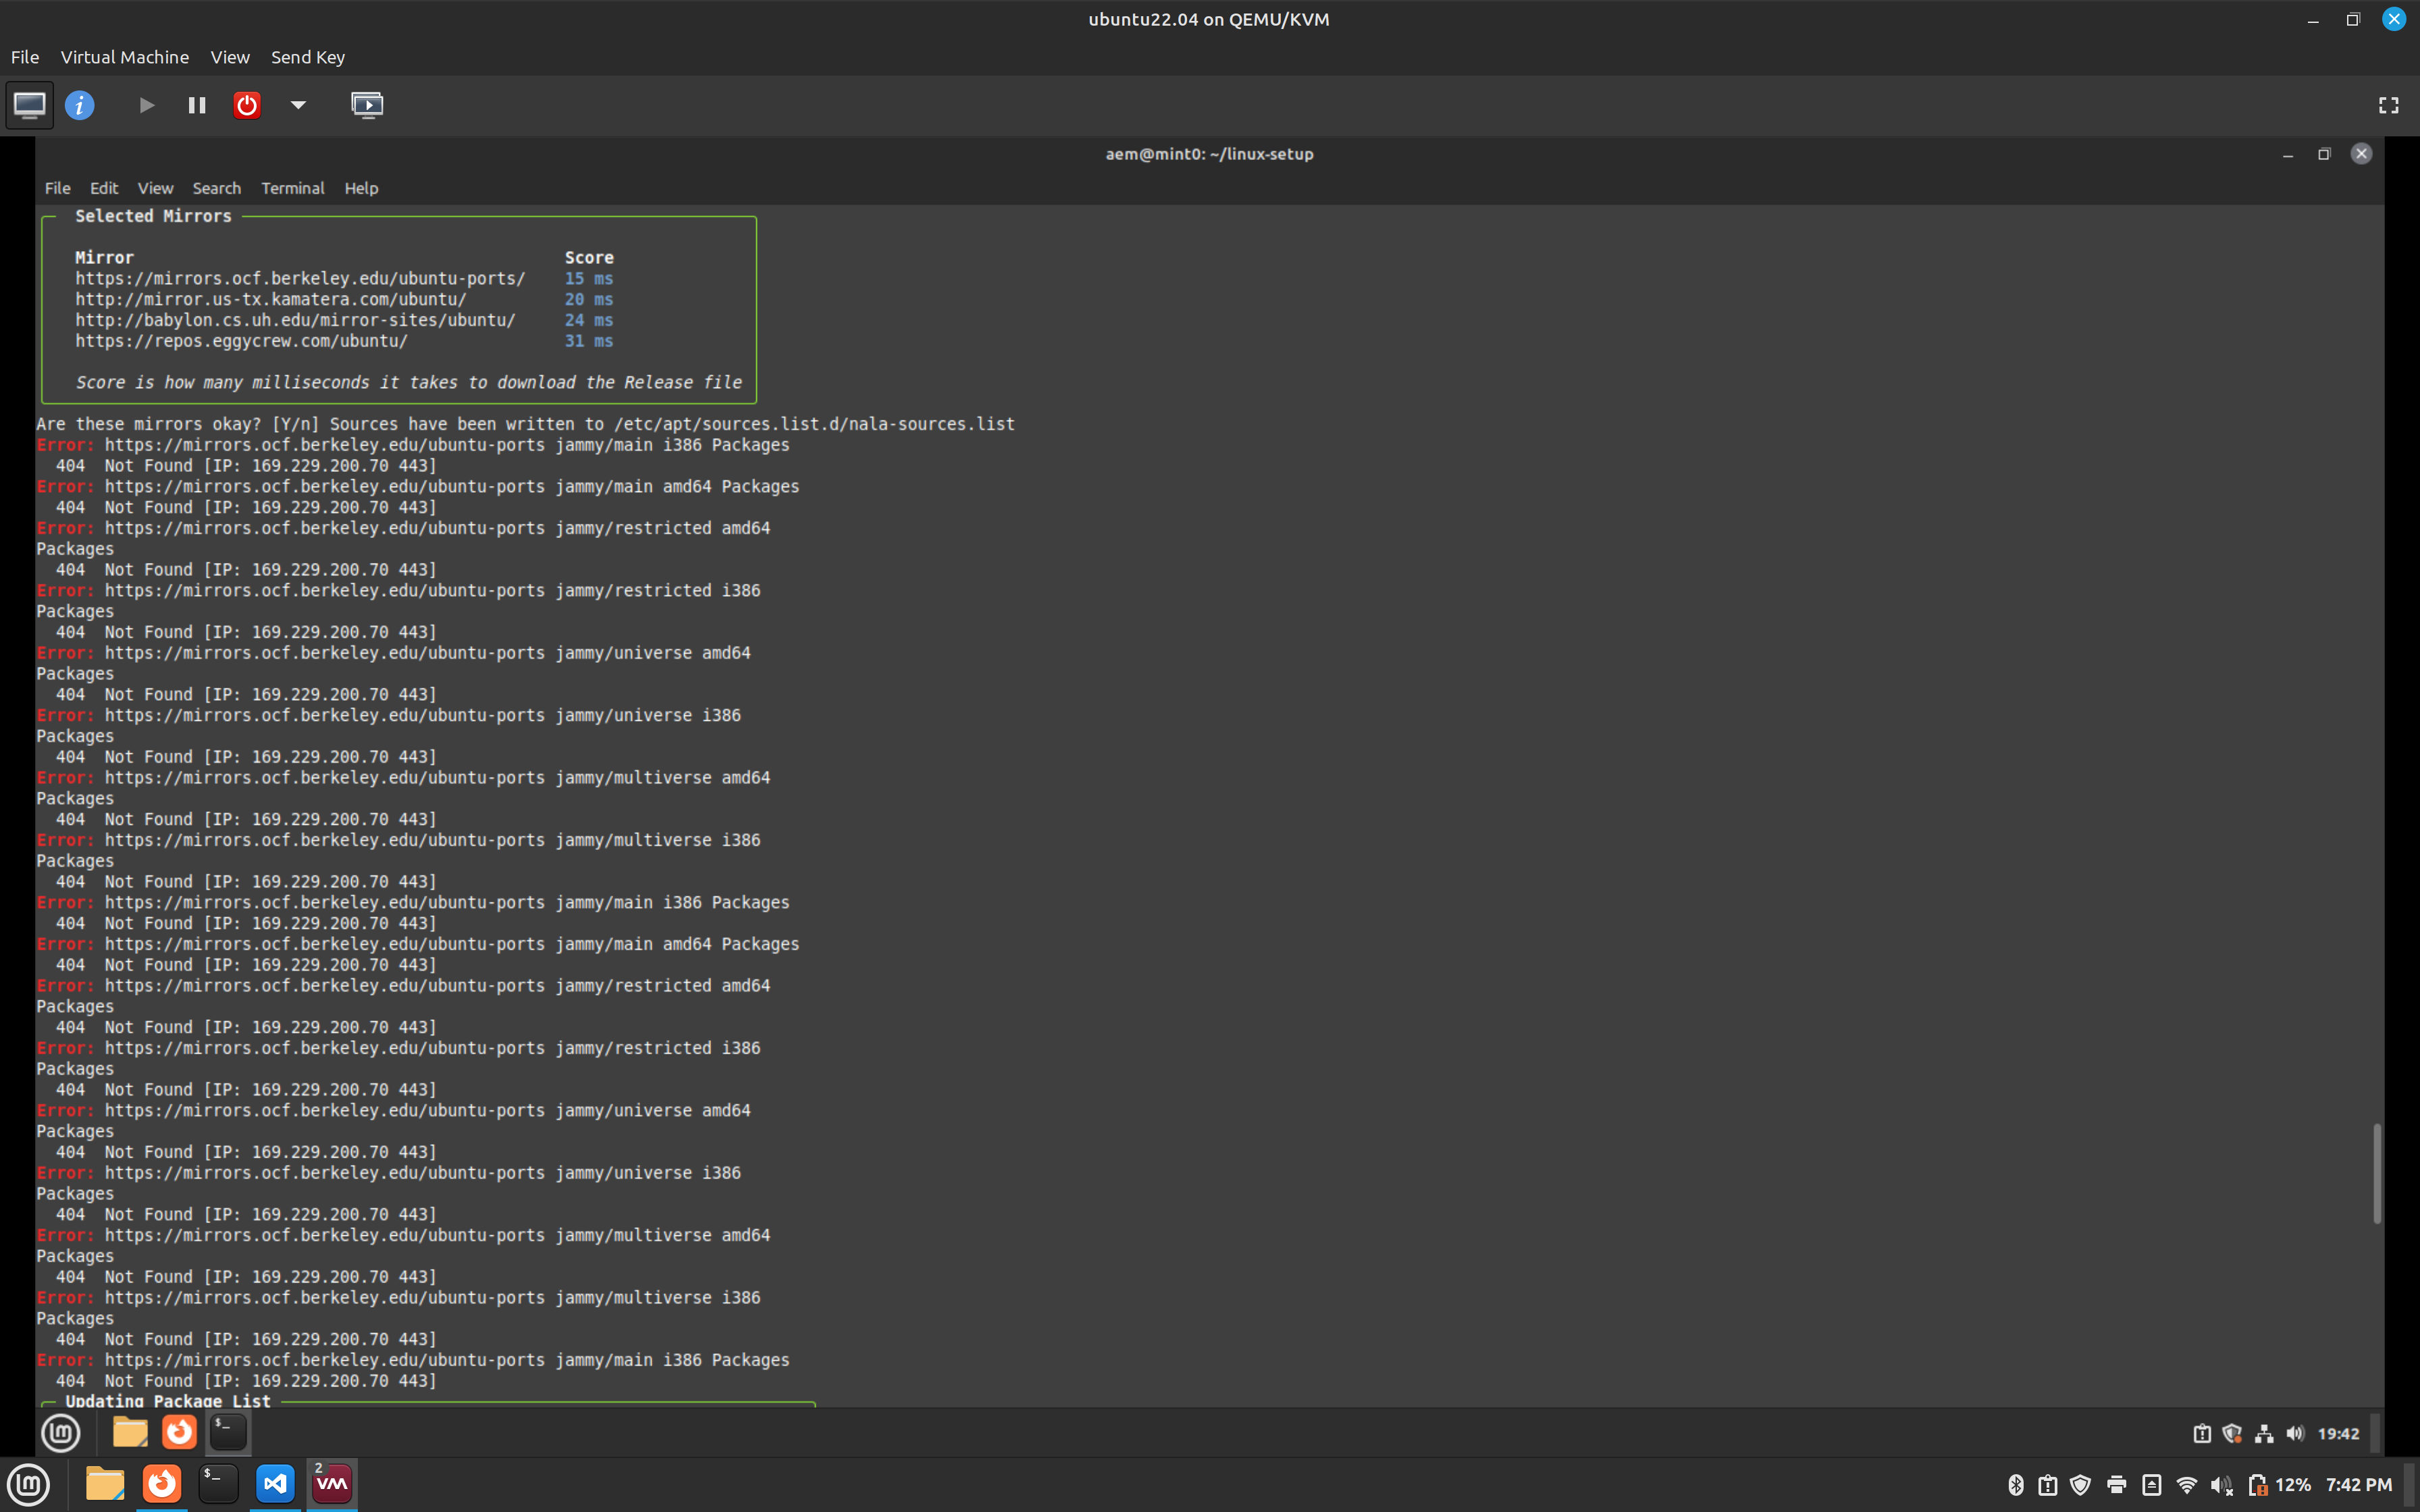 ubuntu22.04 on QEMU/KVM
File Virtual Machine View Send Key
aem@mint0: ~/linux-setup
File Edit View Search Terminal Help
Selected Mirrors
Mirror Score
https://mirrors.ocf.berkeley.edu/ubuntu-ports/ 15 ms
http://mirror.us-tx.kamatera.com/ubuntu/ 20 ms
http://babylon.cs.uh.edu/mirror-sites/ubuntu/ 24 ms
https://repos.eggycrew.com/ubuntu/ 31 ms
Score is how many milliseconds it takes to download the Release file
Are these mirrors okay? [Y/n] Sources have been written to /etc/apt/sources.list.d/nala-sources.list
Error: https://mirrors.ocf.berkeley.edu/ubuntu-ports jammy/main i386 Packages
404 Not Found [IP: 169.229.200.70 443]
Error: https://mirrors.ocf.berkeley.edu/ubuntu-ports jammy/main amd64 Packages
404 Not Found [IP: 169.229.200.70 443]
Error: https://mirrors.ocf.berkeley.edu/ubuntu-ports jammy/restricted amd64
Packages
404 Not Found [IP: 169.229.200.70 443]
Error: https://mirrors.ocf.berkeley.edu/ubuntu-ports jammy/restricted i386
Packages
404 Not Found [IP: 169.229.200.70 443]
Error: https://mirrors.ocf.berkeley.edu/ubuntu-ports jammy/universe amd64
Packages
404 Not Found [IP: 169.229.200.70 443]
Error: https://mirrors.ocf.berkeley.edu/ubuntu-ports jammy/universe i386
Packages
404 Not Found [IP: 169.229.200.70 443]
Error: https://mirrors.ocf.berkeley.edu/ubuntu-ports jammy/multiverse amd64
Packages
404 Not Found [IP: 169.229.200.70 443]
Error: https://mirrors.ocf.berkeley.edu/ubuntu-ports jammy/multiverse i386
Packages
404 Not Found [IP: 169.229.200.70 443]
Error: https://mirrors.ocf.berkeley.edu/ubuntu-ports jammy/main i386 Packages
404 Not Found [IP: 169.229.200.70 443]
Error: https://mirrors.ocf.berkeley.edu/ubuntu-ports jammy/main amd64 Packages
404 Not Found [IP: 169.229.200.70 443]
Error: https://mirrors.ocf.berkeley.edu/ubuntu-ports jammy/restricted amd64
Packages
404 Not Found [IP: 169.229.200.70 443]
Error: https://mirrors.ocf.berkeley.edu/ubuntu-ports jammy/restricted i386
Packages
404 Not Found [IP: 169.229.200.70 443]
Error: https://mirrors.ocf.berkeley.edu/ubuntu-ports jammy/universe amd64
Packages
404 Not Found [IP: 169.229.200.70 443]
Error: https://mirrors.ocf.berkeley.edu/ubuntu-ports jammy/universe i386
Packages
404 Not Found [IP: 169.229.200.70 443]
Error: https://mirrors.ocf.berkeley.edu/ubuntu-ports jammy/multiverse amd64
Packages
404 Not Found [IP: 169.229.200.70 443]
Error: https://mirrors.ocf.berkeley.edu/ubuntu-ports jammy/multiverse i386
Packages
404 Not Found [IP: 169.229.200.70 443]
Error: https://mirrors.ocf.berkeley.edu/ubuntu-ports jammy/main i386 Packages
404 Not Found [IP: 169.229.200.70 443]
Updating Package List
$_ 19:42
$_ 2 VM 12% 7:42 PM